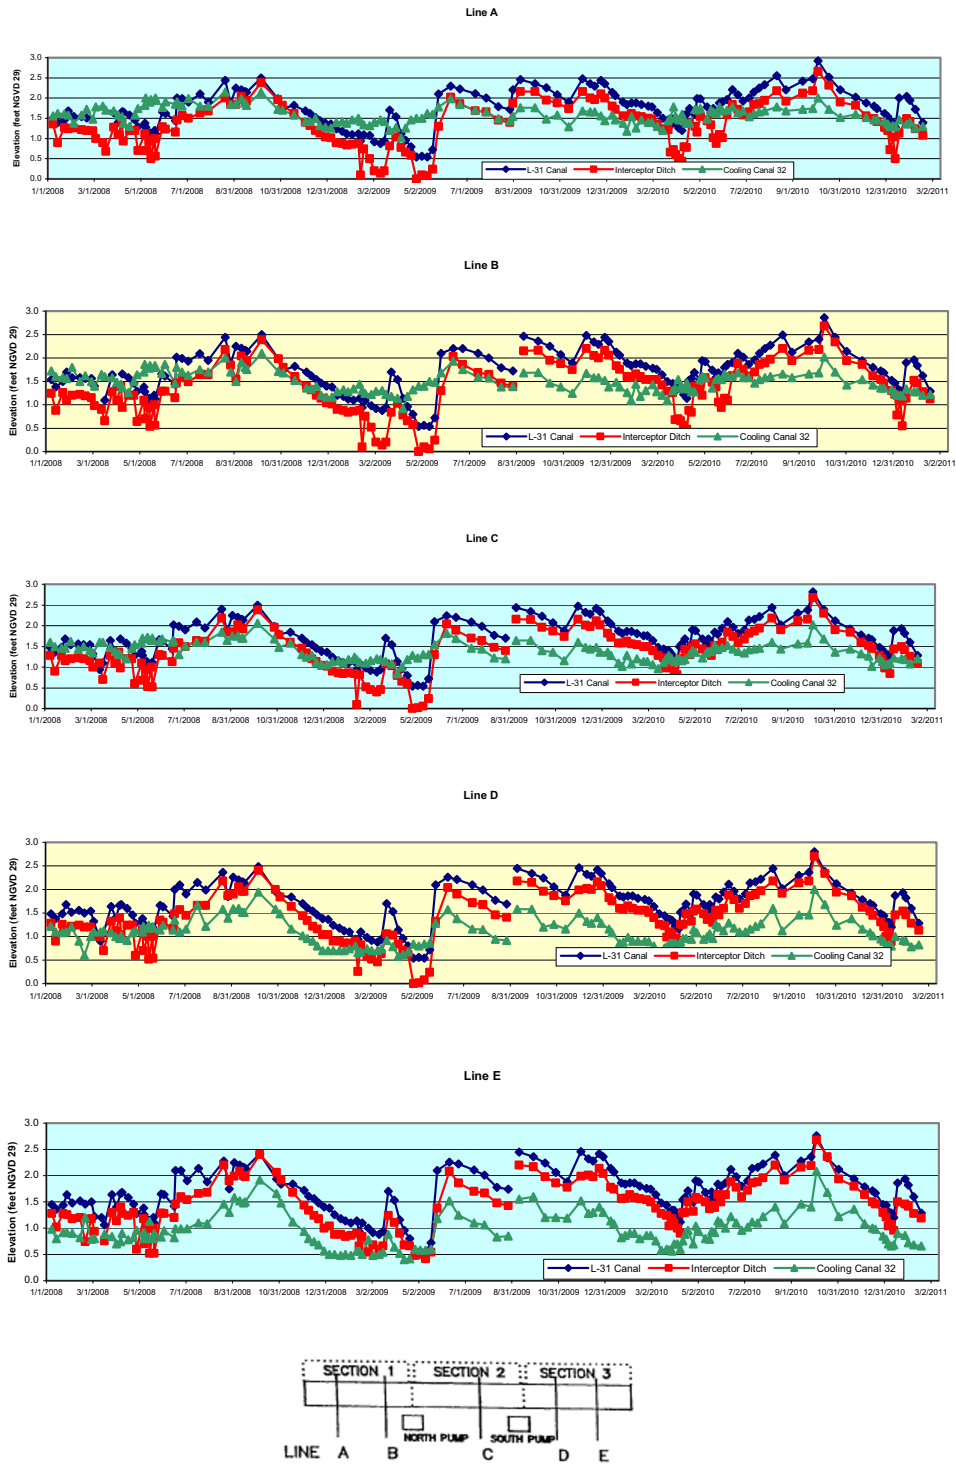 Line A
Elevation (feet NGVD 29)
3.0
2.5
2.0
1.5
1.0
0.5
0.0
L-31 Canal Interceptor Ditch Cooling Canal 32
1/1/2008 3/1/2008 5/1/2008 7/1/2008 8/31/2008 10/31/2008 12/31/2008 3/2/2009 5/2/2009 7/1/2009 8/31/2009 10/31/2009 12/31/2009 3/2/2010 5/2/2010 7/2/2010 9/1/2010 10/31/2010 12/31/2010 3/2/2011
Line B
Elevation (feet NGVD 29)
3.0
2.5
2.0
1.5
1.0
0.5
0.0
L-31 Canal Interceptor Ditch Cooling Canal 32
1/1/2008 3/1/2008 5/1/2008 7/1/2008 8/31/2008 10/31/2008 12/31/2008 3/2/2009 5/2/2009 7/1/2009 8/31/2009 10/31/2009 12/31/2009 3/2/2010 5/2/2010 7/2/2010 9/1/2010 10/31/2010 12/31/2010 3/2/2011
Line C
Elevation (feet NGVD 29)
3.0
2.5
2.0
1.5
1.0
0.5
0.0
L-31 Canal Interceptor Ditch Cooling Canal 32
1/1/2008 3/1/2008 5/1/2008 7/1/2008 8/31/2008 10/31/2008 12/31/2008 3/2/2009 5/2/2009 7/1/2009 8/31/2009 10/31/2009 12/31/2009 3/2/2010 5/2/2010 7/2/2010 9/1/2010 10/31/2010 12/31/2010 3/2/2011
Line D
Elevation (feet NGVD 29)
3.0
2.5
2.0
1.5
1.0
0.5
0.0
L-31 Canal Interceptor Ditch Cooling Canal 32
1/1/2008 3/1/2008 5/1/2008 7/1/2008 8/31/2008 10/31/2008 12/31/2008 3/2/2009 5/2/2009 7/1/2009 8/31/2009 10/31/2009 12/31/2009 3/2/2010 5/2/2010 7/2/2010 9/1/2010 10/31/2010 12/31/2010 3/2/2011
Line E
Elevation (feet NGVD 29)
3.0
2.5
2.0
1.5
1.0
0.5
0.0
L-31 Canal Interceptor Ditch Cooling Canal 32
1/1/2008 3/1/2008 5/1/2008 7/1/2008 8/31/2008 10/31/2008 12/31/2008 3/2/2009 5/2/2009 7/1/2009 8/31/2009 10/31/2009 12/31/2009 3/2/2010 5/2/2010 7/2/2010 9/1/2010 10/31/2010 12/31/2010 3/2/2011
SECTION 1 SECTION 2 SECTION 3
NORTH PUMP SOUTH PUMP
LINE A B C D E